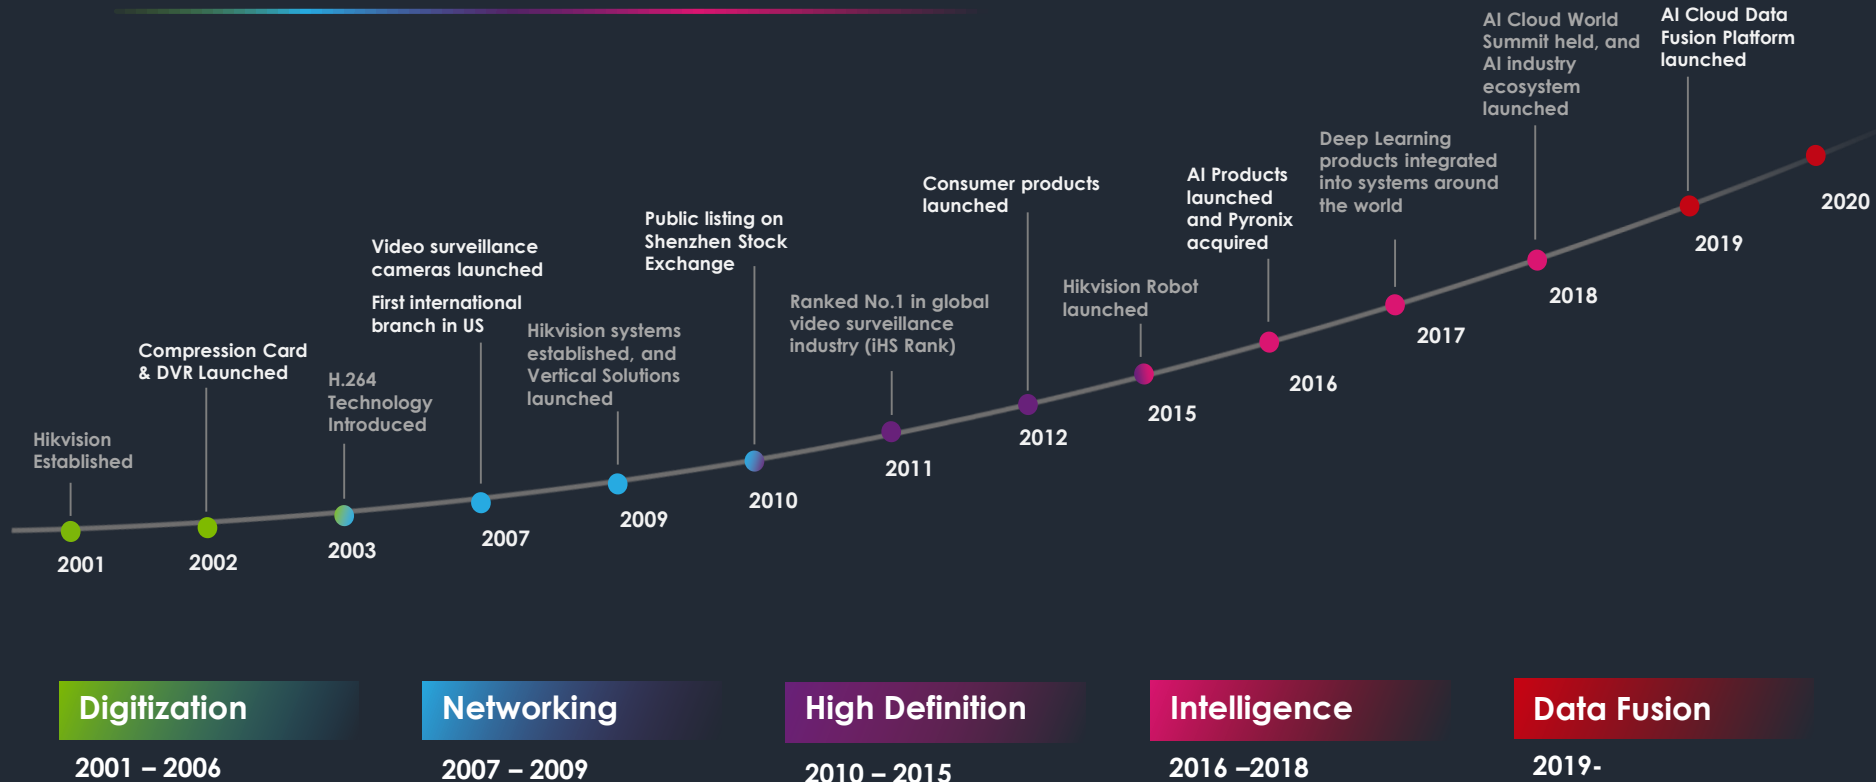 Hikvision
Established
2001
Compression Card
& DVR Launched
2002
H.264
Technology
Introduced
2003
Video surveillance
cameras launched
First international
branch in US
2007
Hikvision systems
established, and
Vertical Solutions
launched
2009
Public listing on
Shenzhen Stock
Exchange
2010
Ranked No.1 in global
video surveillance
industry (iHS Rank)
2011
Consumer products
launched
2012
Hikvision Robot
launched
2015
AI Products
launched
and Pyronix
acquired
2016
Deep Learning
products integrated
into systems around
the world
2017
AI Cloud World
Summit held, and
AI industry
ecosystem
launched
2018
AI Cloud Data
Fusion Platform
launched
2019
2020
Digitization
2001 – 2006
Networking
2007 – 2009
High Definition
2010 – 2015
Intelligence
2016 –2018
Data Fusion
2019-